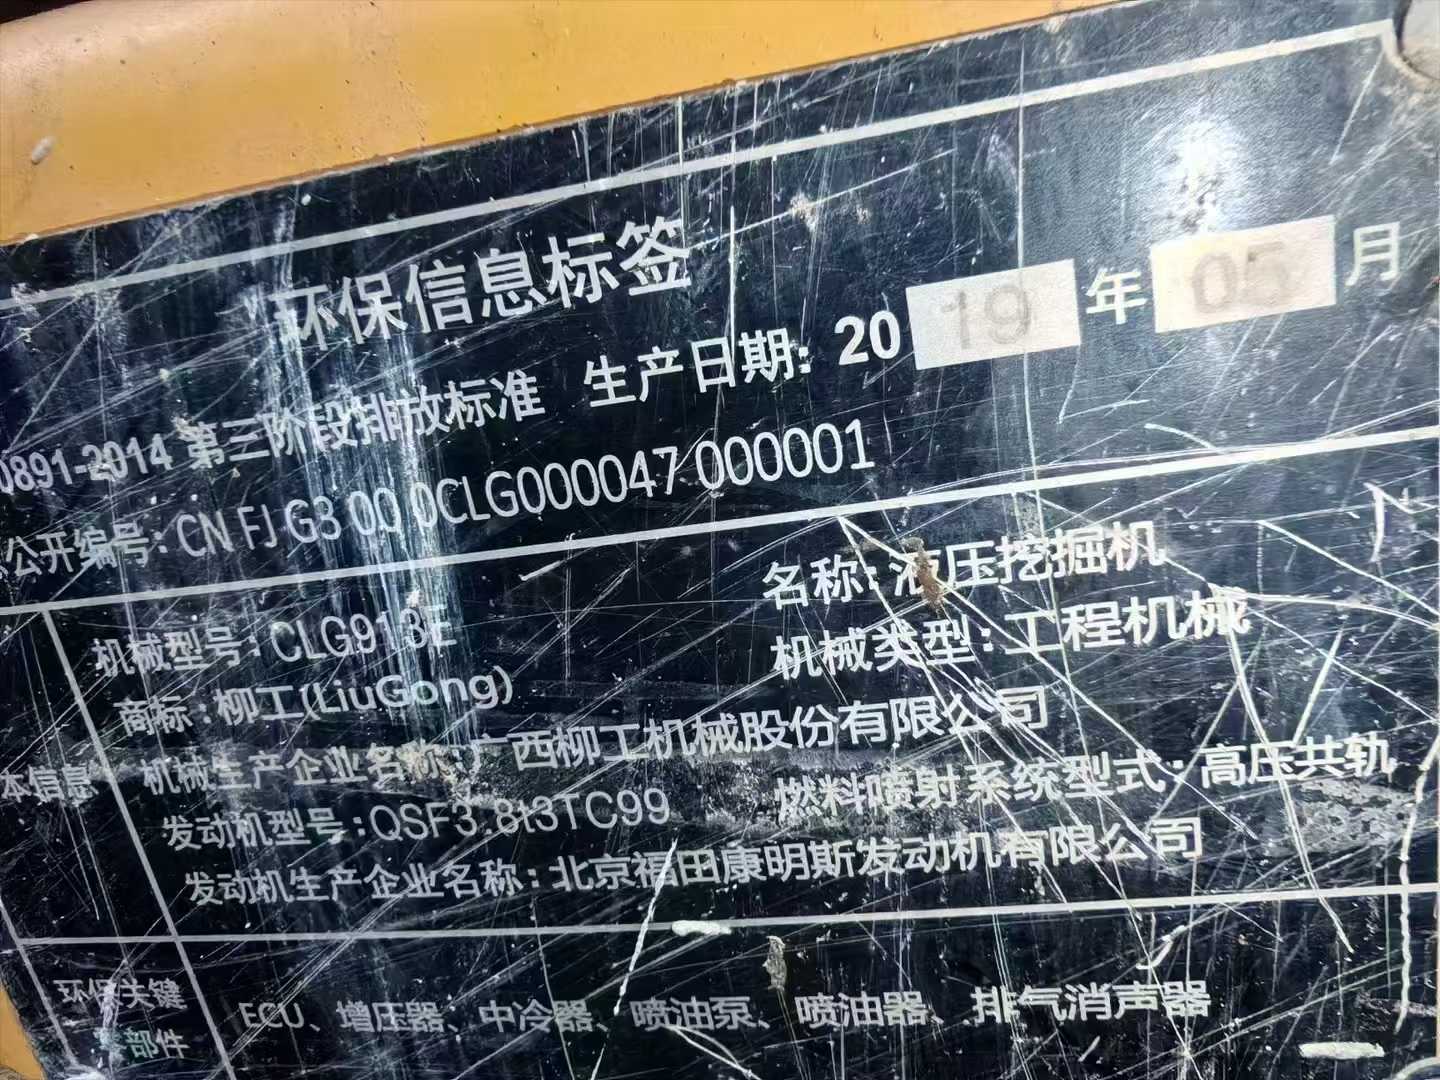 环保信息标签
0891-2014 第三阶段排放标准 生产日期: 2019 年 05 月
公开编号: CN FJ G3 00 0CLG000047 000001
机械型号: CLG913E 名称: 液压挖掘机
商标: 柳工(LiuGong) 机械类型: 工程机械
机械生产企业名称: 广西柳工机械股份有限公司
本信息
发动机型号: QSF3.8t3TC99 燃料喷射系统型式: 高压共轨
发动机生产企业名称: 北京福田康明斯发动机有限公司
环保关键
部件
ECU、增压器、中冷器、喷油泵、喷油器、排气消声器